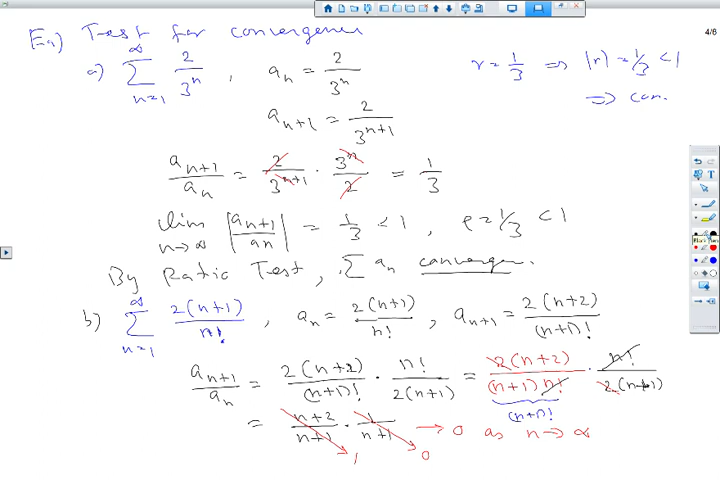 4/6
Ex) Test for convergence
a) ∑_{n=1}^{∞} 2/3^n , a_n = 2/3^n
r = 1/3 ⇒ |r| = 1/3 < 1
⇒ con.
a_{n+1} = 2/3^{n+1}
a_{n+1}/a_n = 2/3^{n+1} · 3^n/2 = 1/3
lim_{n→∞} |a_{n+1}/a_n| = 1/3 < 1 , ρ = 1/3 < 1
By Ratio Test , ∑ a_n converges.
b) ∑_{n=1}^{∞} 2(n+1)/n! , a_n = 2(n+1)/n! , a_{n+1} = 2(n+2)/(n+1)!
a_{n+1}/a_n = 2(n+2)/(n+1)! · n!/2(n+1) = 2(n+2)/(n+1)n! · n!/2(n+1)
(n+1)!
= n+2/n+1 · 1/n+1 → 0 as n→∞
1 0